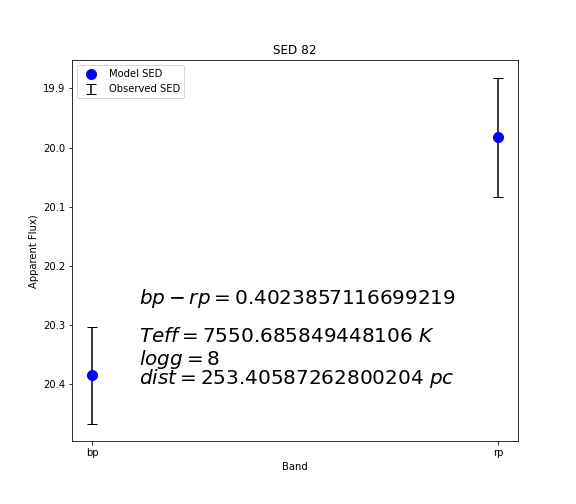 SED 82
Model SED
Observed SED
19.9
20.0
20.1
20.2
20.3
20.4
Apparent Flux)
bp − rp = 0.4023857116699219
Teff = 7550.685849448106 K
logg = 8
dist = 253.40587262800204 pc
bp
rp
Band